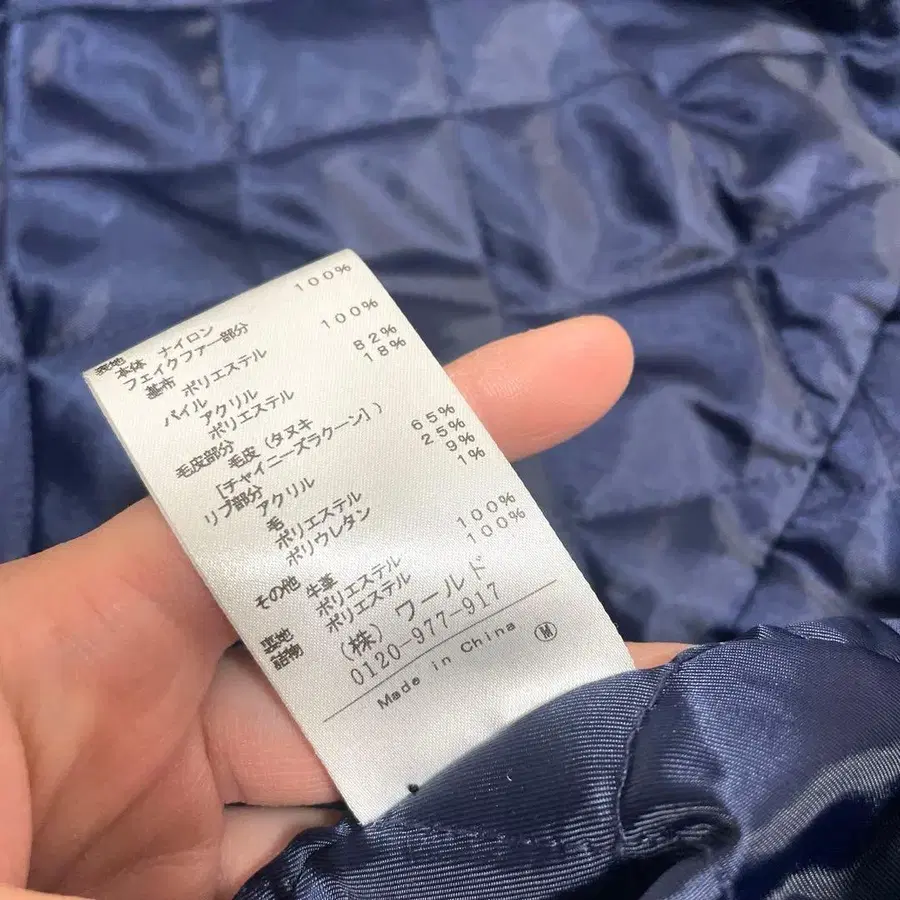 表地
本体 ナイロン 100%
フェイクファー部分
基布 ポリエステル 100%
パイル アクリル 82%
ポリエステル 18%
毛皮部分 毛皮(タヌキ
[チャイニーズラクーン])
リブ部分 アクリル 65%
毛 25%
ポリエステル 9%
ポリウレタン 1%
その他 牛革
裏地 ポリエステル 100%
詰物 ポリエステル 100%
(株)ワールド
0120-977-917
Made in China M